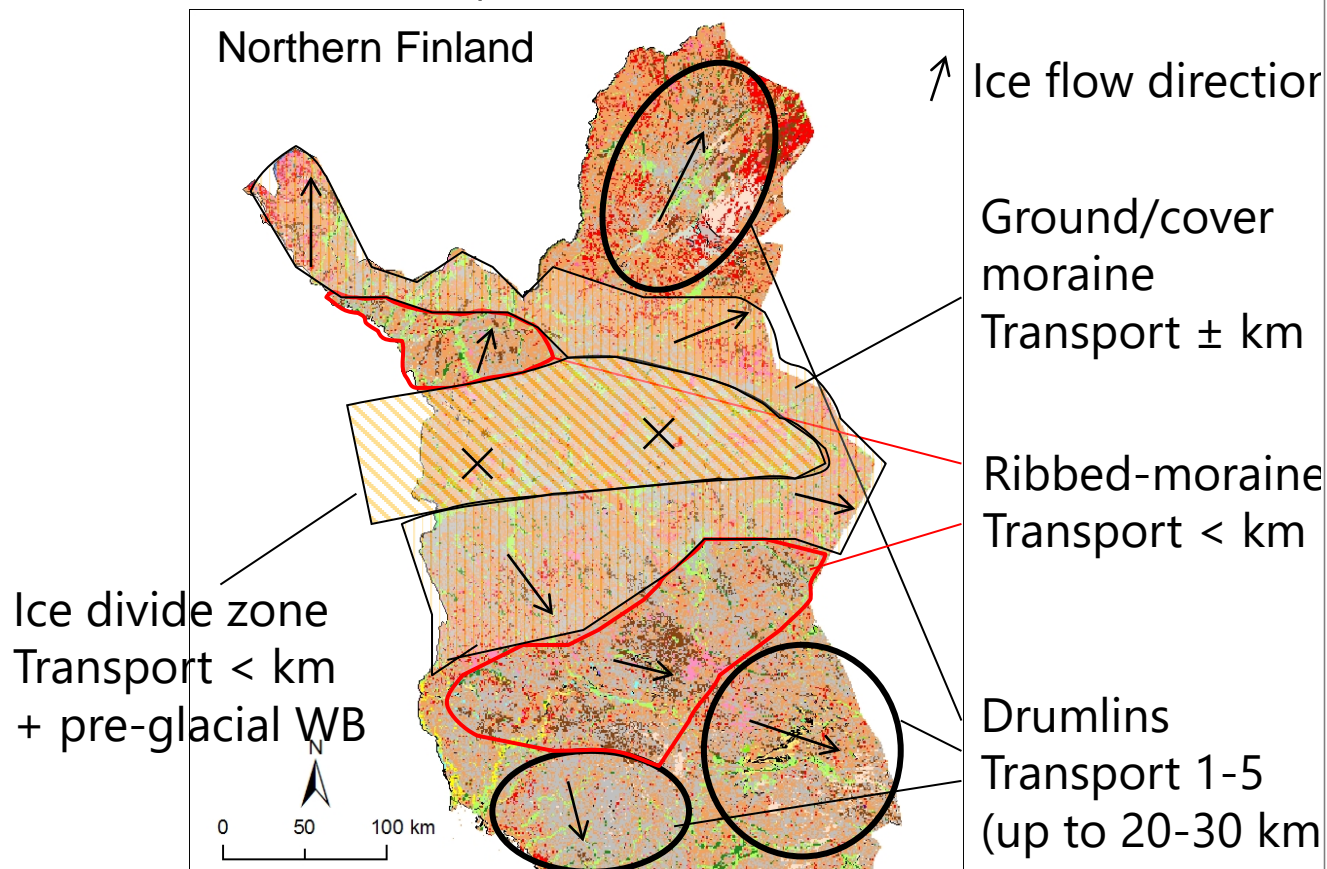 Northern Finland
Ice flow direction
Ground/cover
moraine
Transport ± km
Ribbed-moraine
Transport < km
Ice divide zone
Transport < km
+ pre-glacial WB
Drumlins
Transport 1-5
(up to 20-30 km
N
0 50 100 km